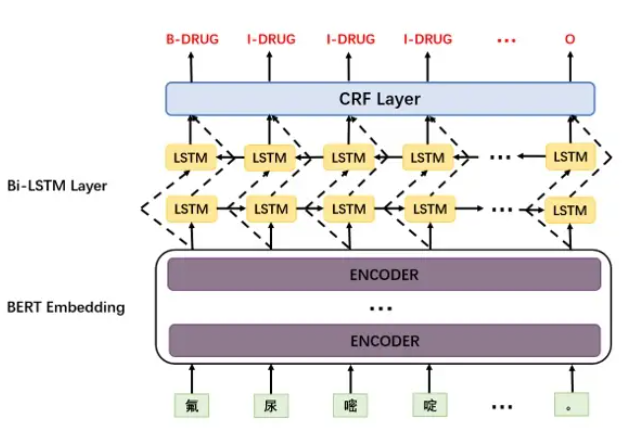 B-DRUG I-DRUG I-DRUG I-DRUG ... O
CRF Layer
LSTM LSTM LSTM LSTM ... LSTM
Bi-LSTM Layer
LSTM LSTM LSTM LSTM ... LSTM
ENCODER
BERT Embedding
...
ENCODER
氟 尿 嘧 啶 ... 。